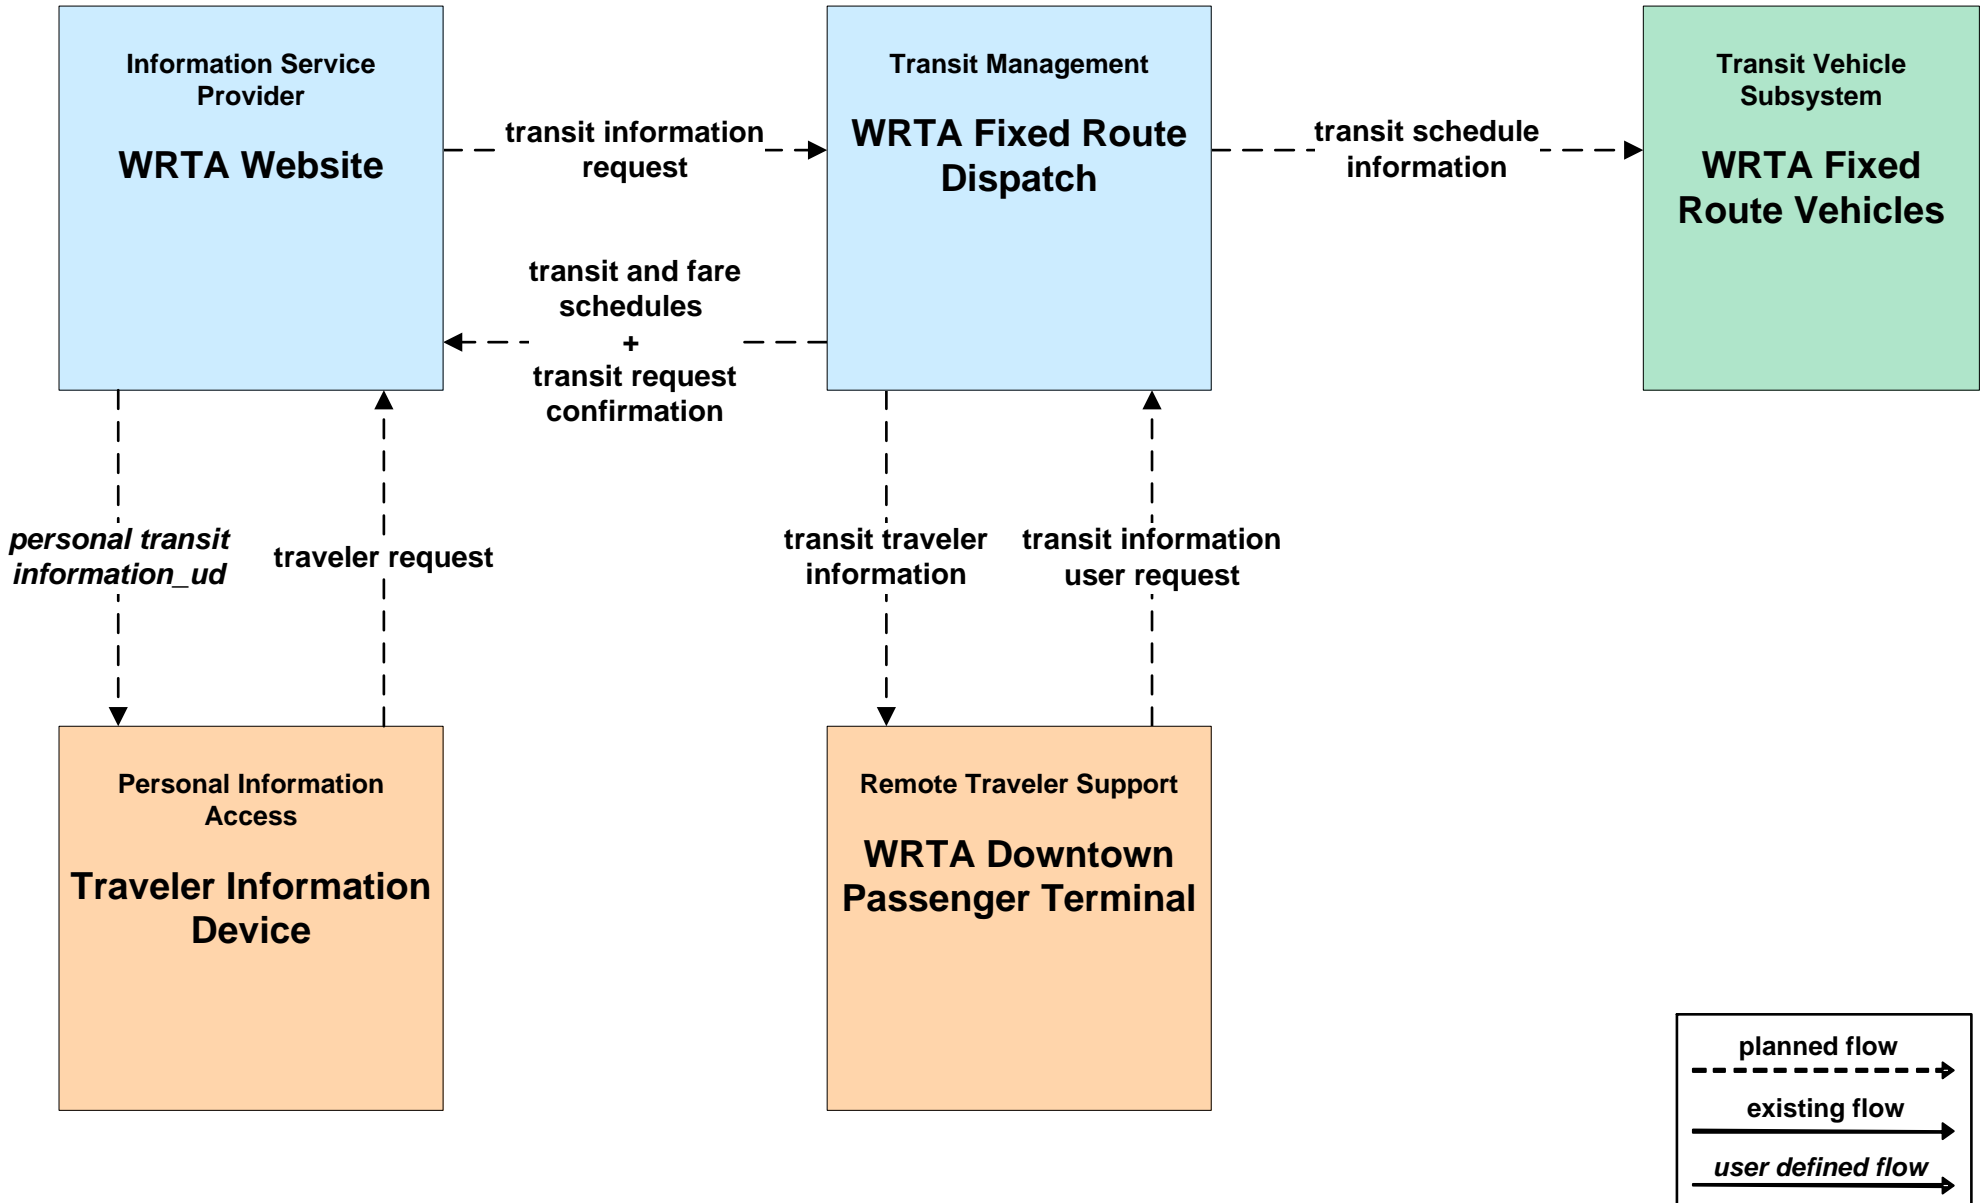 Information Service
Provider
WRTA Website
transit information
request
Transit Management
WRTA Fixed Route
Dispatch
transit schedule
information
Transit Vehicle
Subsystem
WRTA Fixed
Route Vehicles
transit and fare
schedules
+
transit request
confirmation
personal transit
information_ud
traveler request
transit traveler
information
transit information
user request
Personal Information
Access
Traveler Information
Device
Remote Traveler Support
WRTA Downtown
Passenger Terminal
planned flow
existing flow
user defined flow